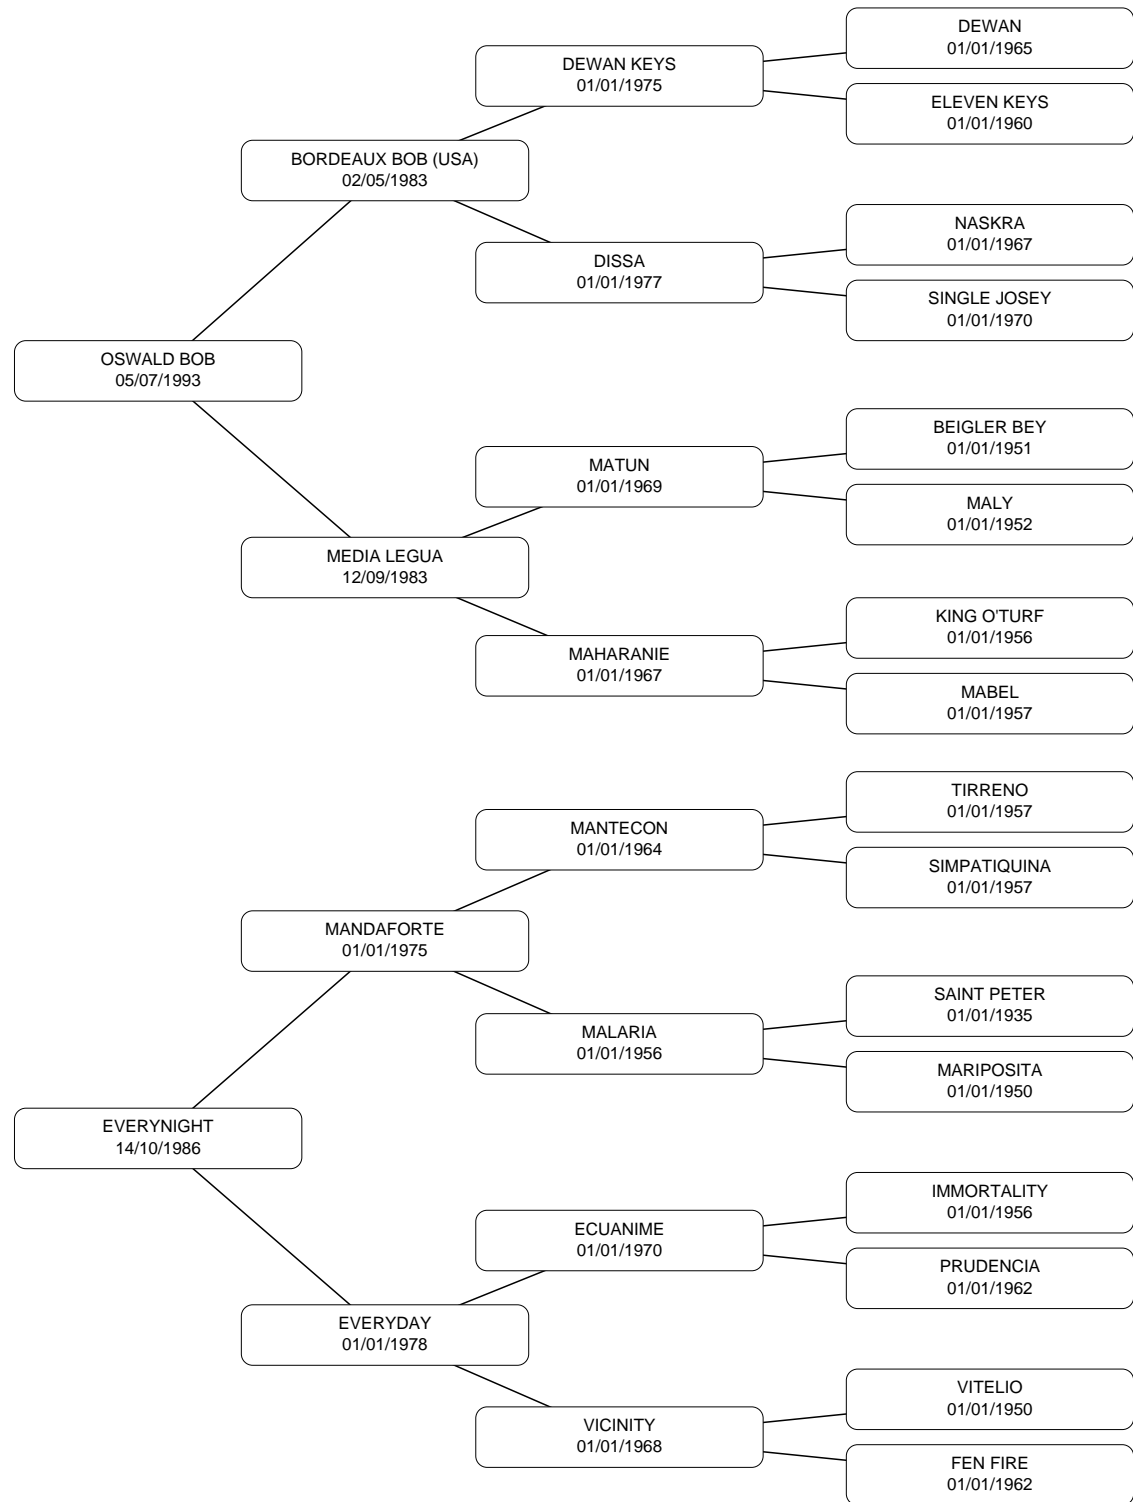 DEWAN
01/01/1965
DEWAN KEYS
01/01/1975
ELEVEN KEYS
01/01/1960
BORDEAUX BOB (USA)
02/05/1983
NASKRA
01/01/1967
DISSA
01/01/1977
SINGLE JOSEY
01/01/1970
OSWALD BOB
05/07/1993
BEIGLER BEY
01/01/1951
MATUN
01/01/1969
MALY
01/01/1952
MEDIA LEGUA
12/09/1983
KING O'TURF
01/01/1956
MAHARANIE
01/01/1967
MABEL
01/01/1957
TIRRENO
01/01/1957
MANTECON
01/01/1964
SIMPATIQUINA
01/01/1957
MANDAFORTE
01/01/1975
SAINT PETER
01/01/1935
MALARIA
01/01/1956
MARIPOSITA
01/01/1950
EVERYNIGHT
14/10/1986
IMMORTALITY
01/01/1956
ECUANIME
01/01/1970
PRUDENCIA
01/01/1962
EVERYDAY
01/01/1978
VITELIO
01/01/1950
VICINITY
01/01/1968
FEN FIRE
01/01/1962